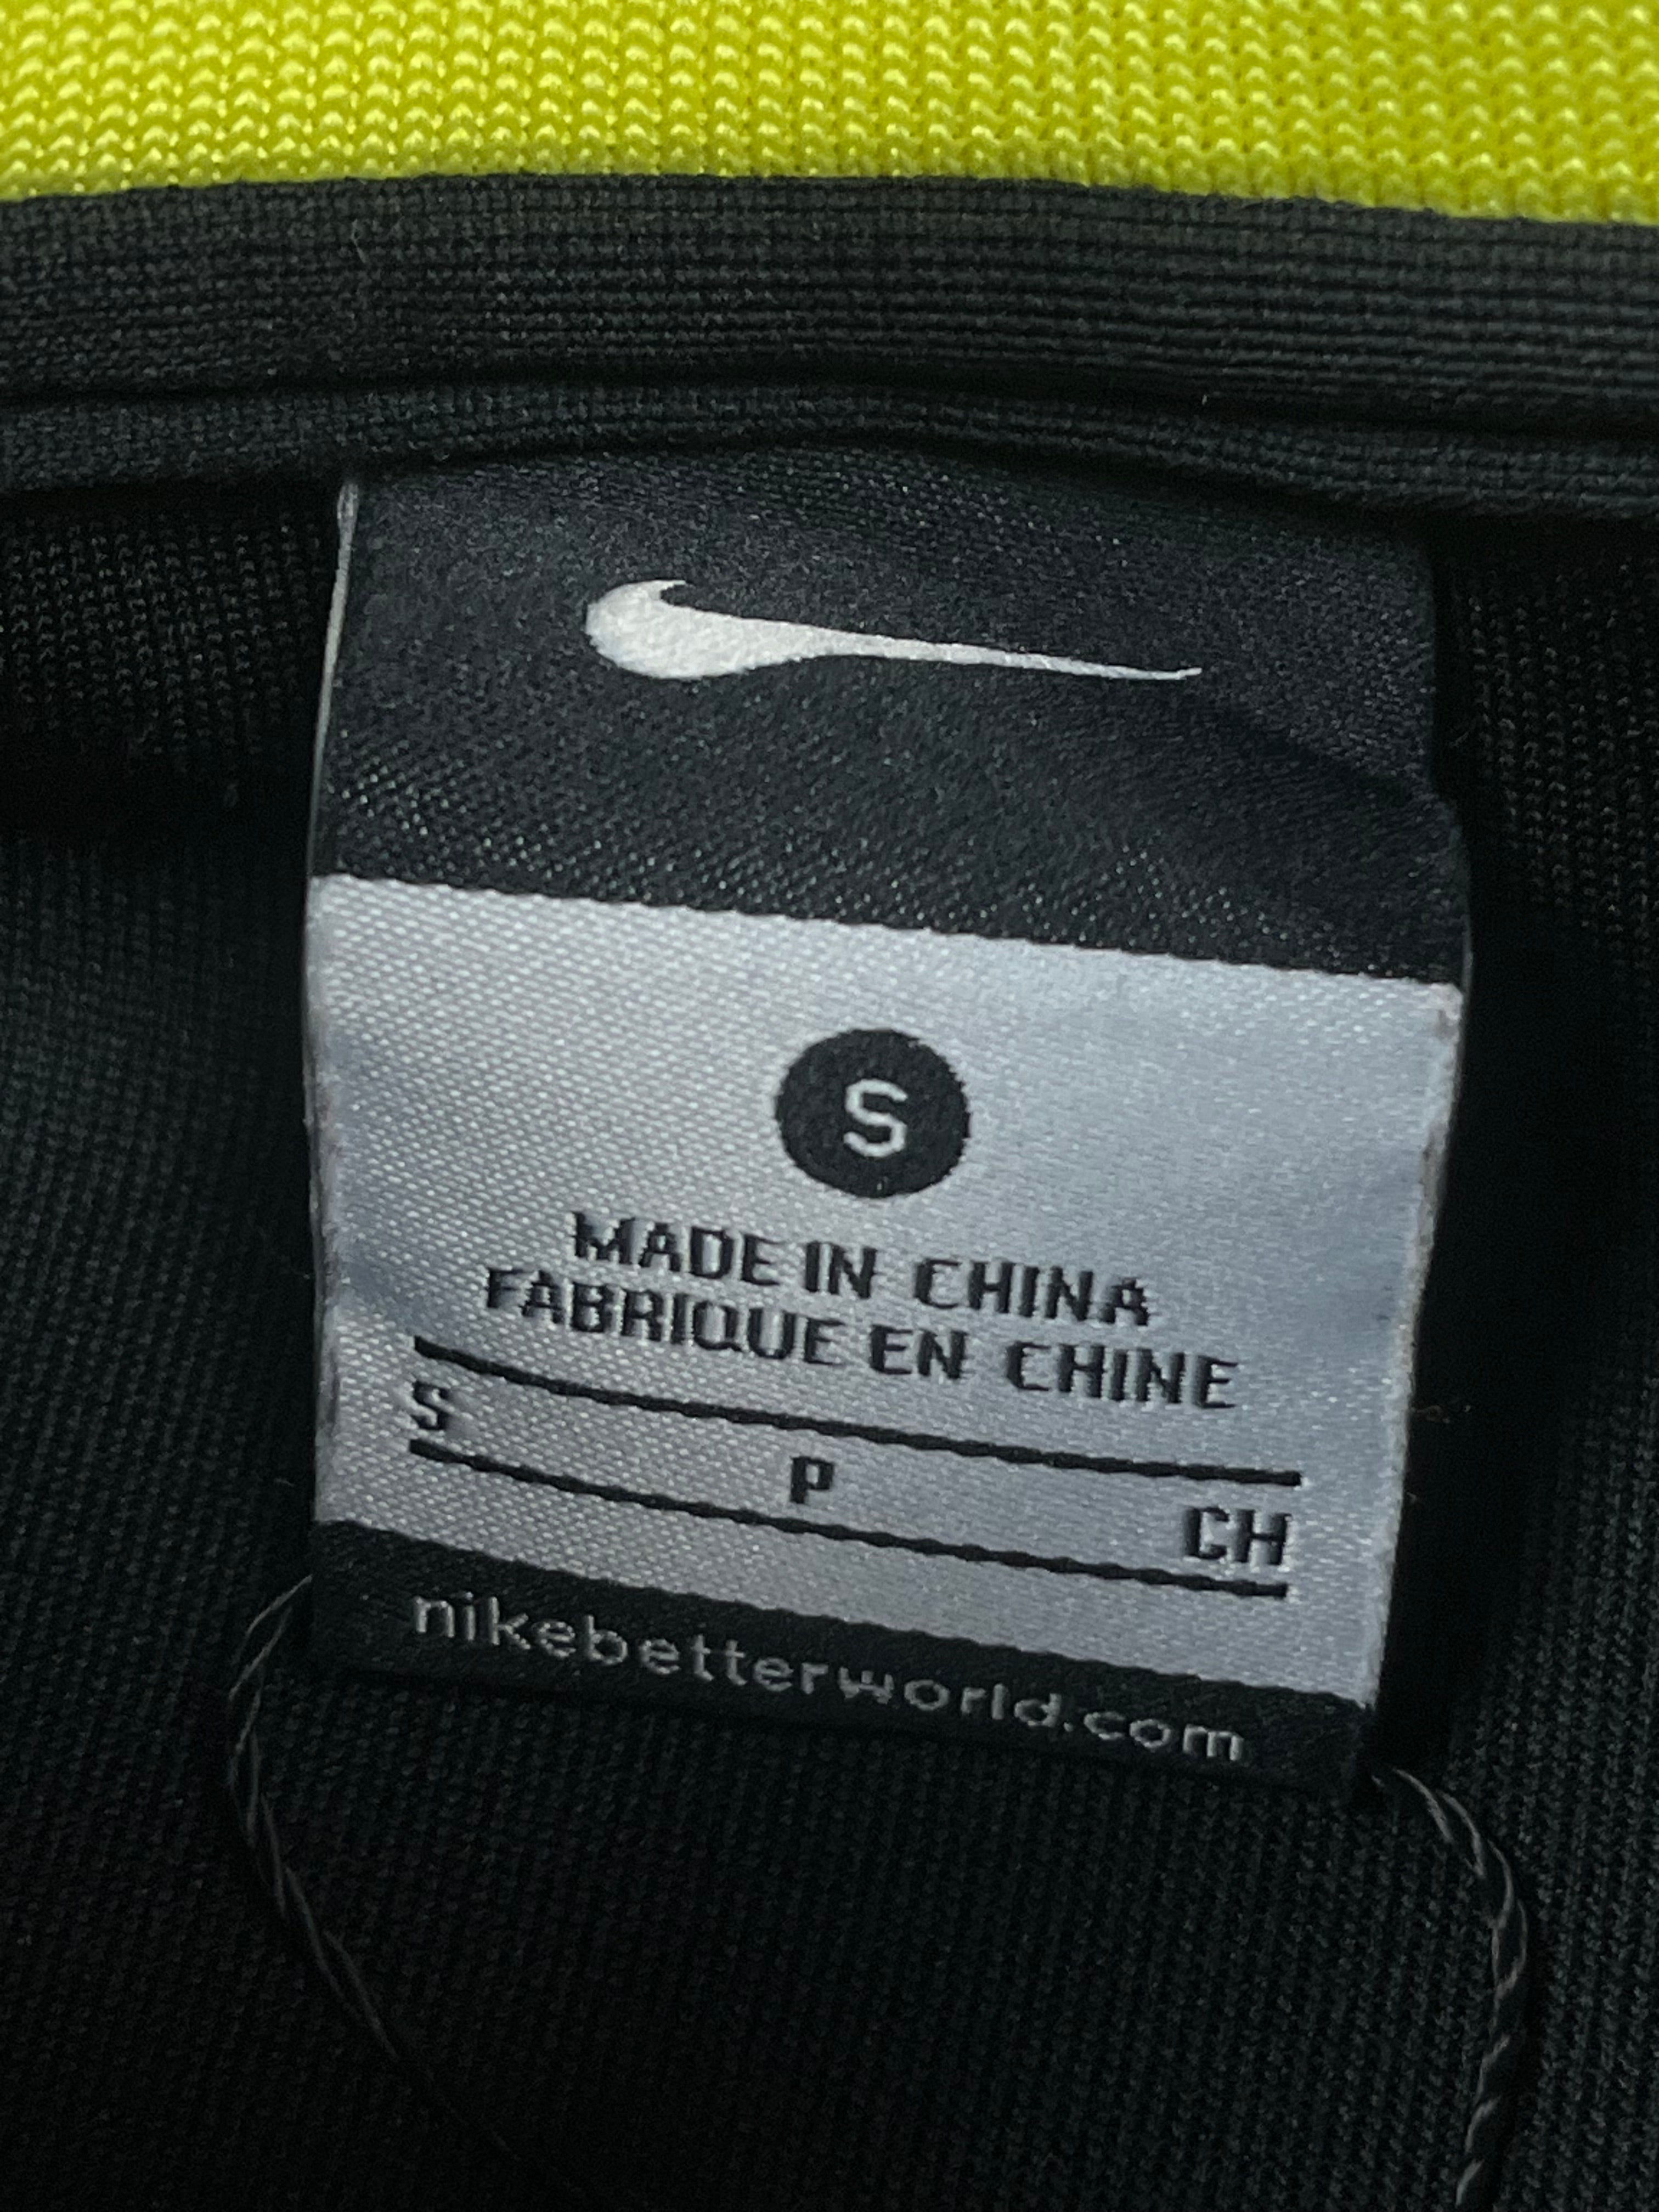 S
MADE IN CHINA
FABRIQUE EN CHINE
S P CH
nikebetterworld.com